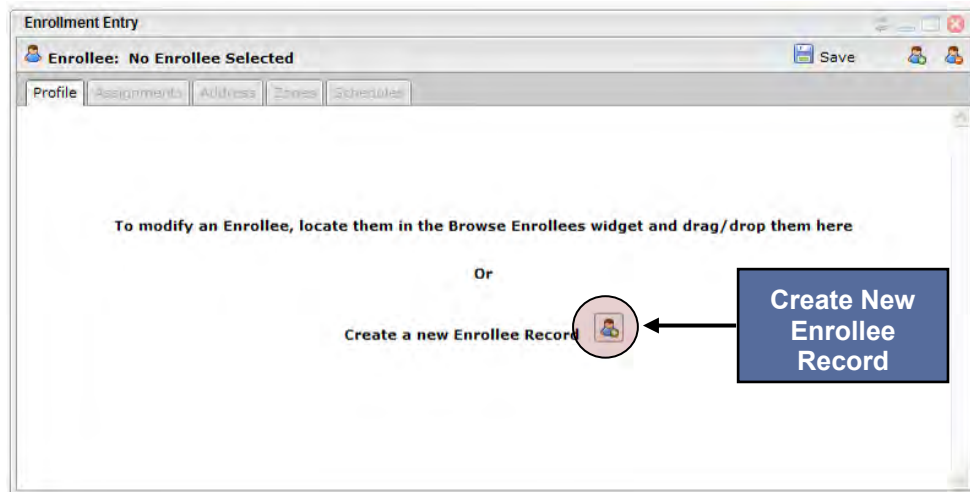 Enrollment Entry
Enrollee: No Enrollee Selected
Save
Profile Assignments Address Zones Schedules
To modify an Enrollee, locate them in the Browse Enrollees widget and drag/drop them here
Or
Create a new Enrollee Record
Create New
Enrollee
Record